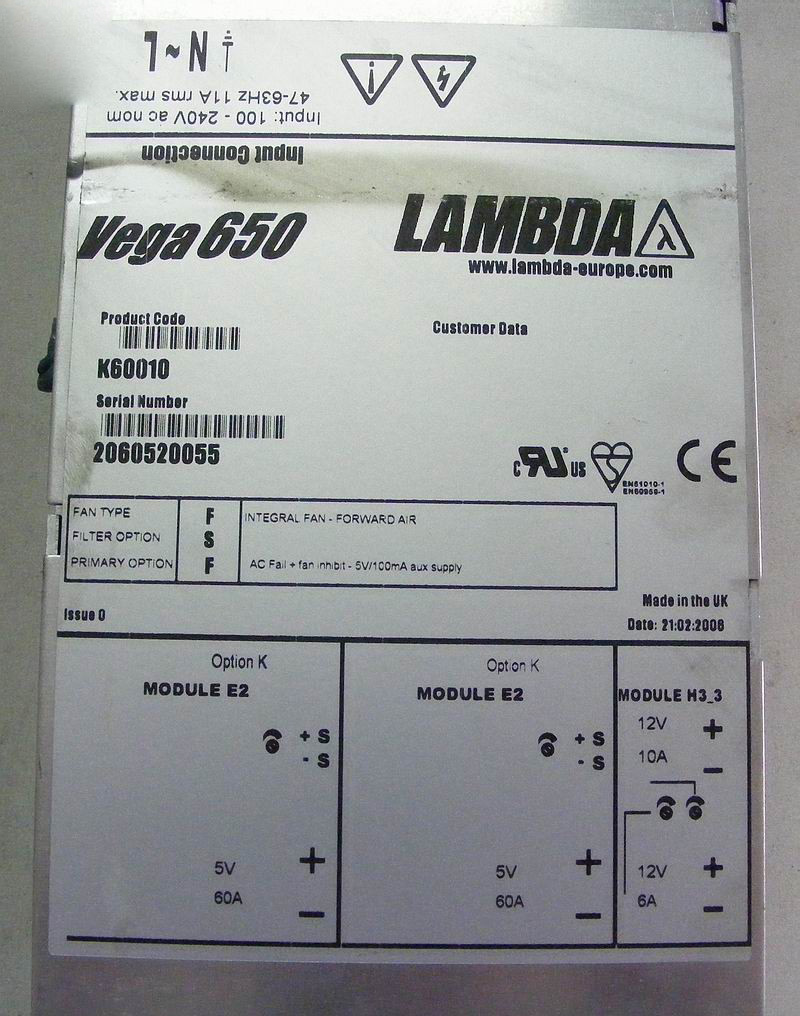 Input Connection
Input: 100 - 240V ac nom
47-63Hz 11A rms max.
L ~ N
Vega 650
LAMBDA λ
www.lambda-europe.com
Product Code
K60010
Customer Data
Serial Number
2060520055
c RU us
S
EN61010-1
EN60950-1
CE
FAN TYPE F INTEGRAL FAN - FORWARD AIR
FILTER OPTION S
PRIMARY OPTION F AC Fail + fan inhibit - 5V/100mA aux supply
Issue 0
Made in the UK
Date: 21:02:2008
Option K
MODULE E2
+ S
- S
5V +
60A -
Option K
MODULE E2
+ S
- S
5V +
60A -
MODULE H3_3
12V +
10A -
12V +
6A -